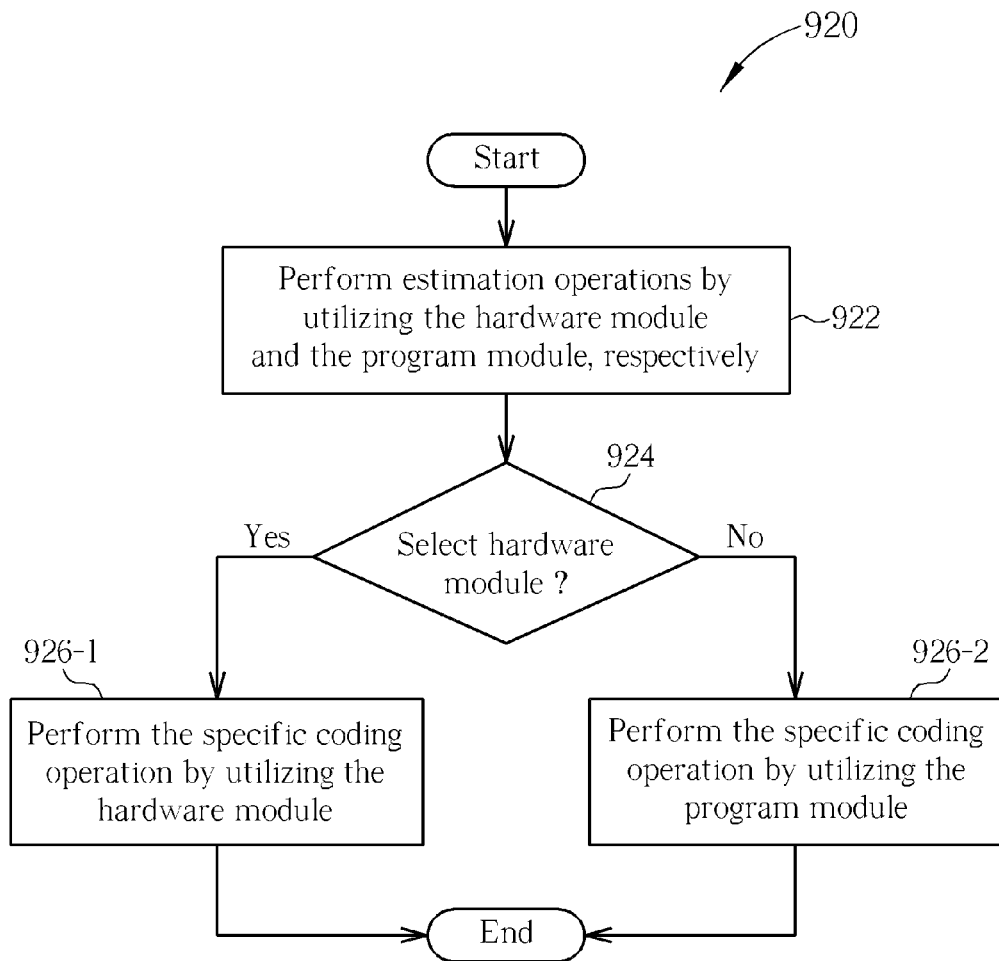 920
Start
Perform estimation operations by
utilizing the hardware module
and the program module, respectively
922
924
Yes
Select hardware
module ?
No
926-1
Perform the specific coding
operation by utilizing the
hardware module
926-2
Perform the specific coding
operation by utilizing the
program module
End